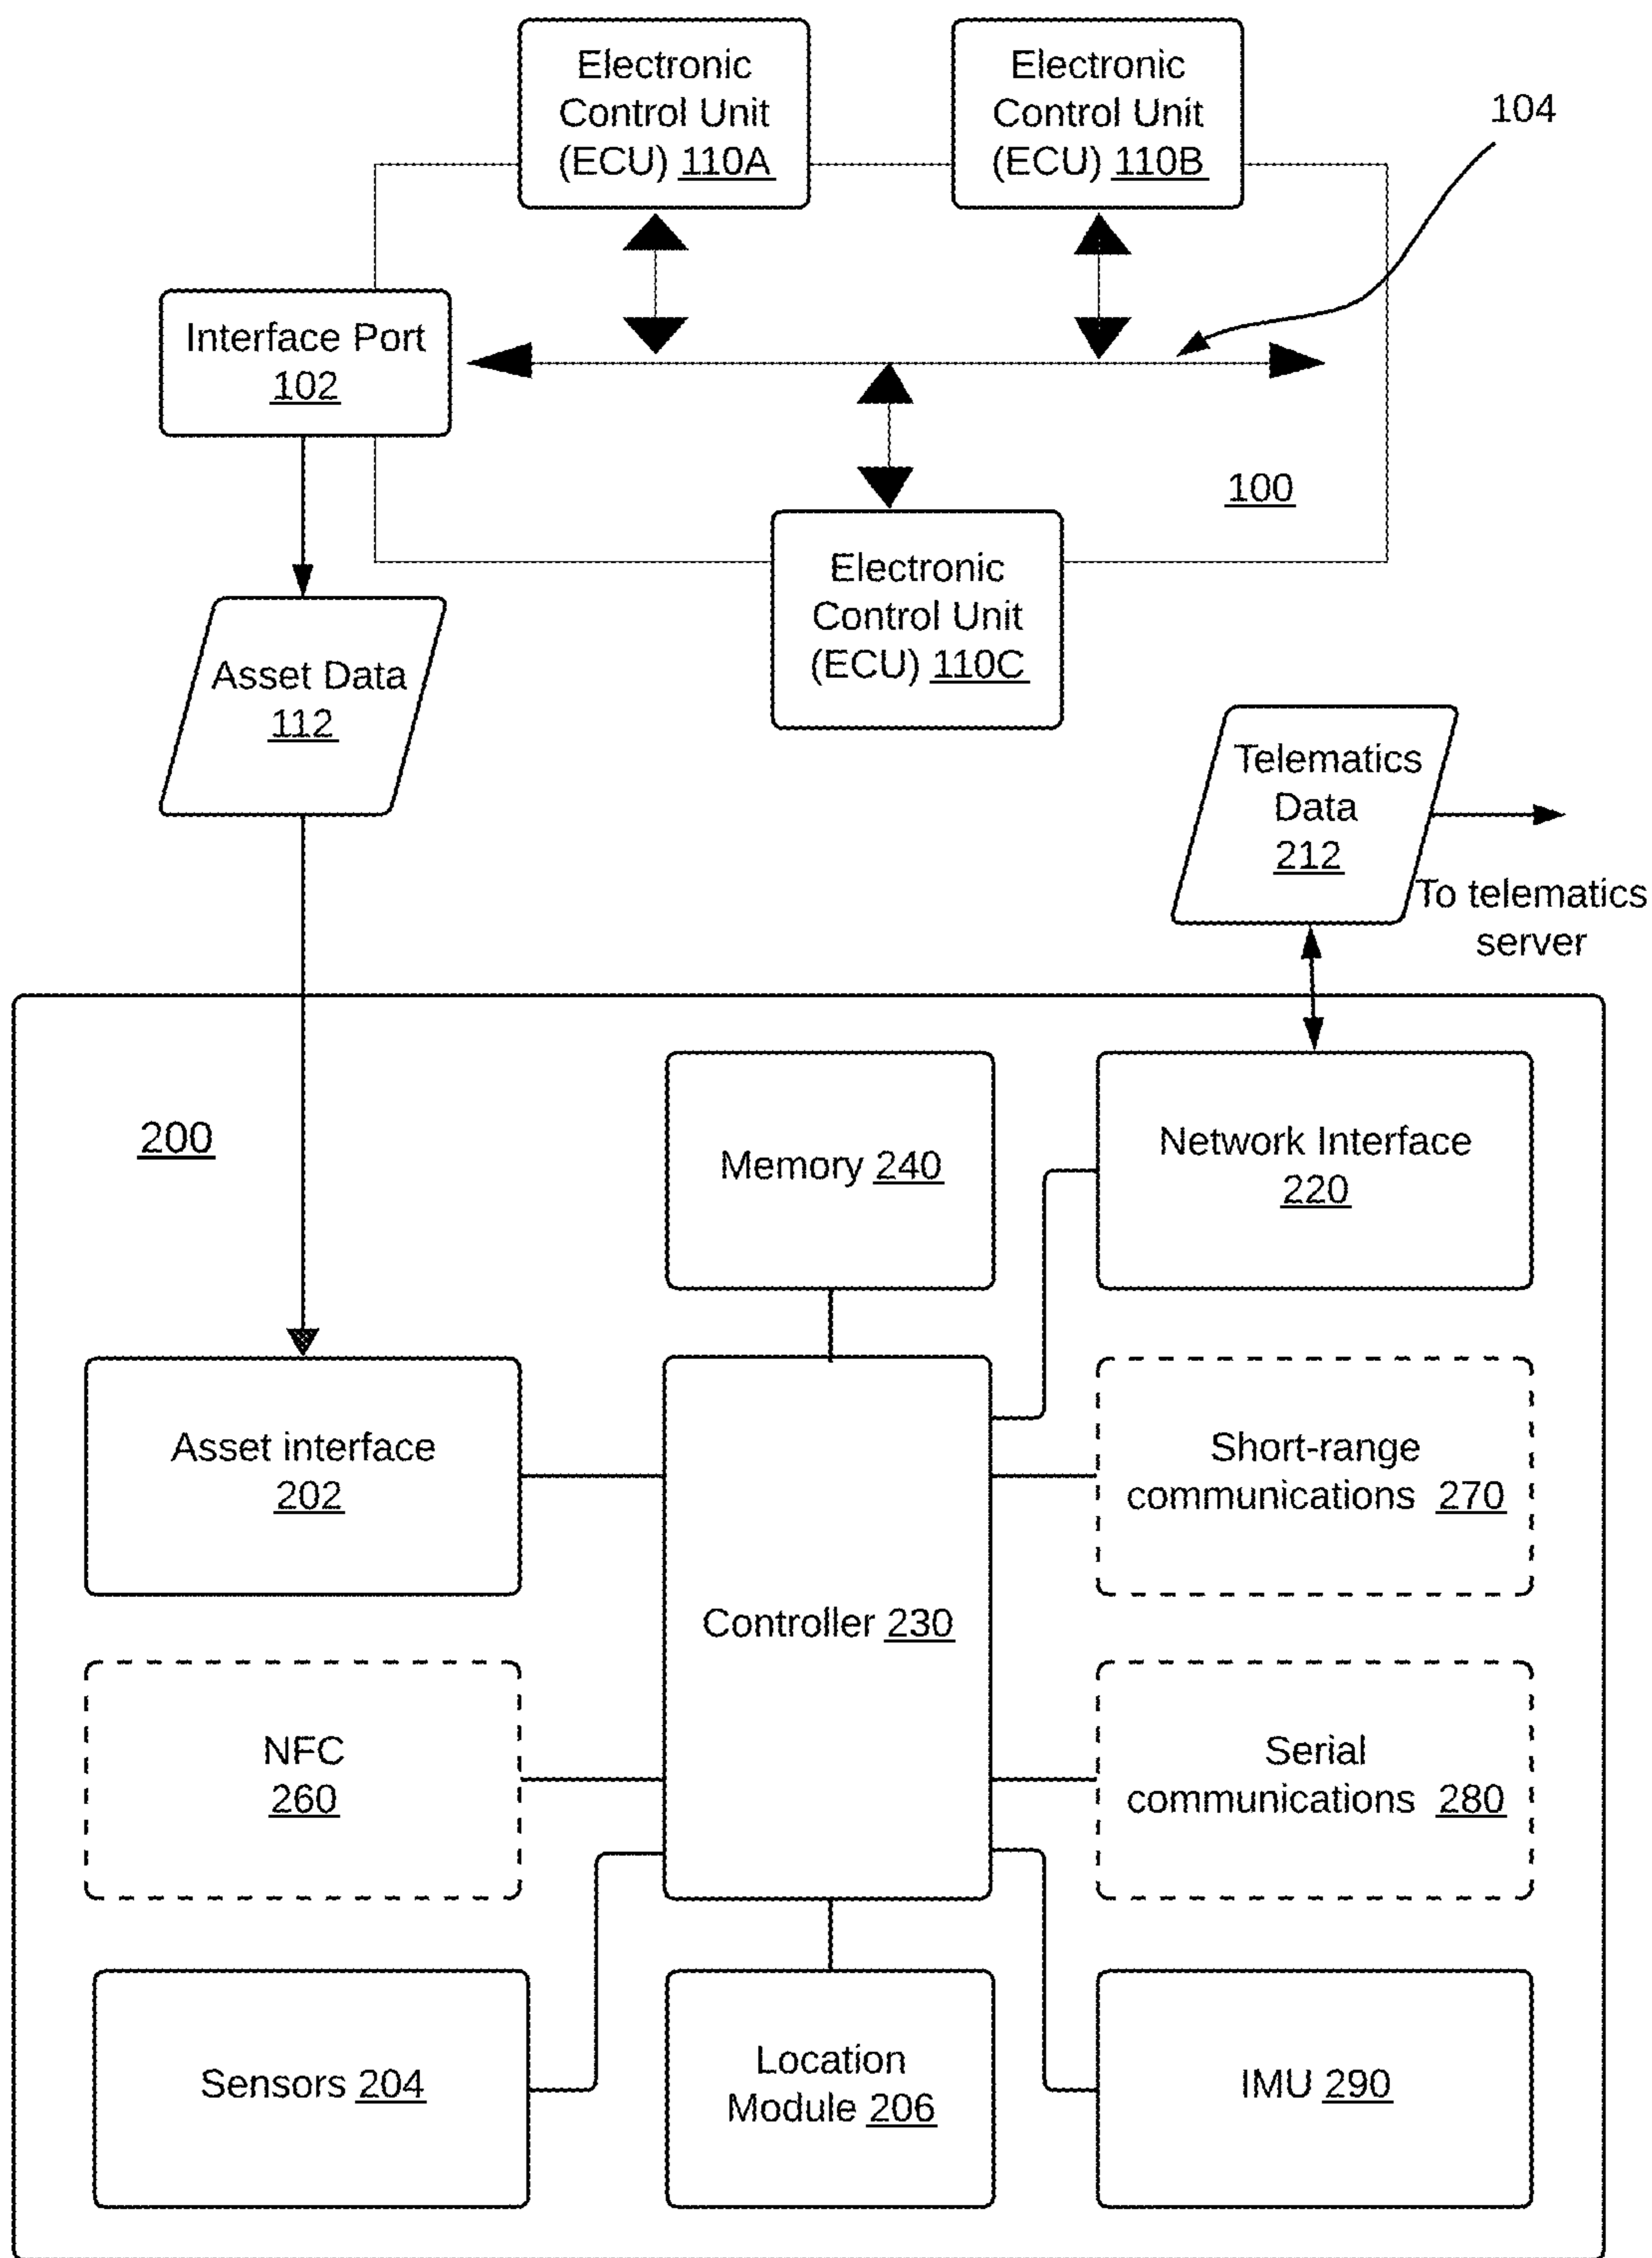 Electronic
Control Unit
(ECU) 110A
Electronic
Control Unit
(ECU) 110B
104
Interface Port
102
100
Electronic
Control Unit
(ECU) 110C
Asset Data
112
Telematics
Data
212
To telematics
server
200
Memory 240
Network Interface
220
Asset interface
202
Short-range
communications 270
Controller 230
NFC
260
Serial
communications 280
Sensors 204
Location
Module 206
IMU 290